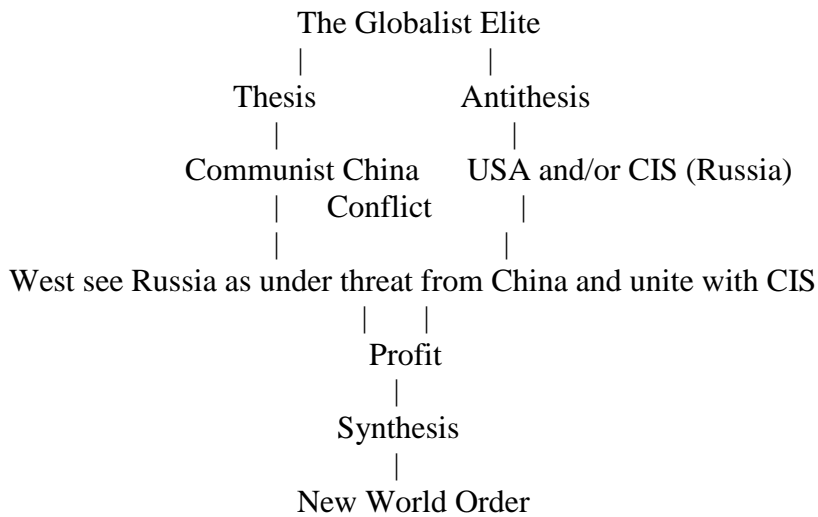 The Globalist Elite
Thesis Antithesis
Communist China USA and/or CIS (Russia)
Conflict
West see Russia as under threat from China and unite with CIS
Profit
Synthesis
New World Order